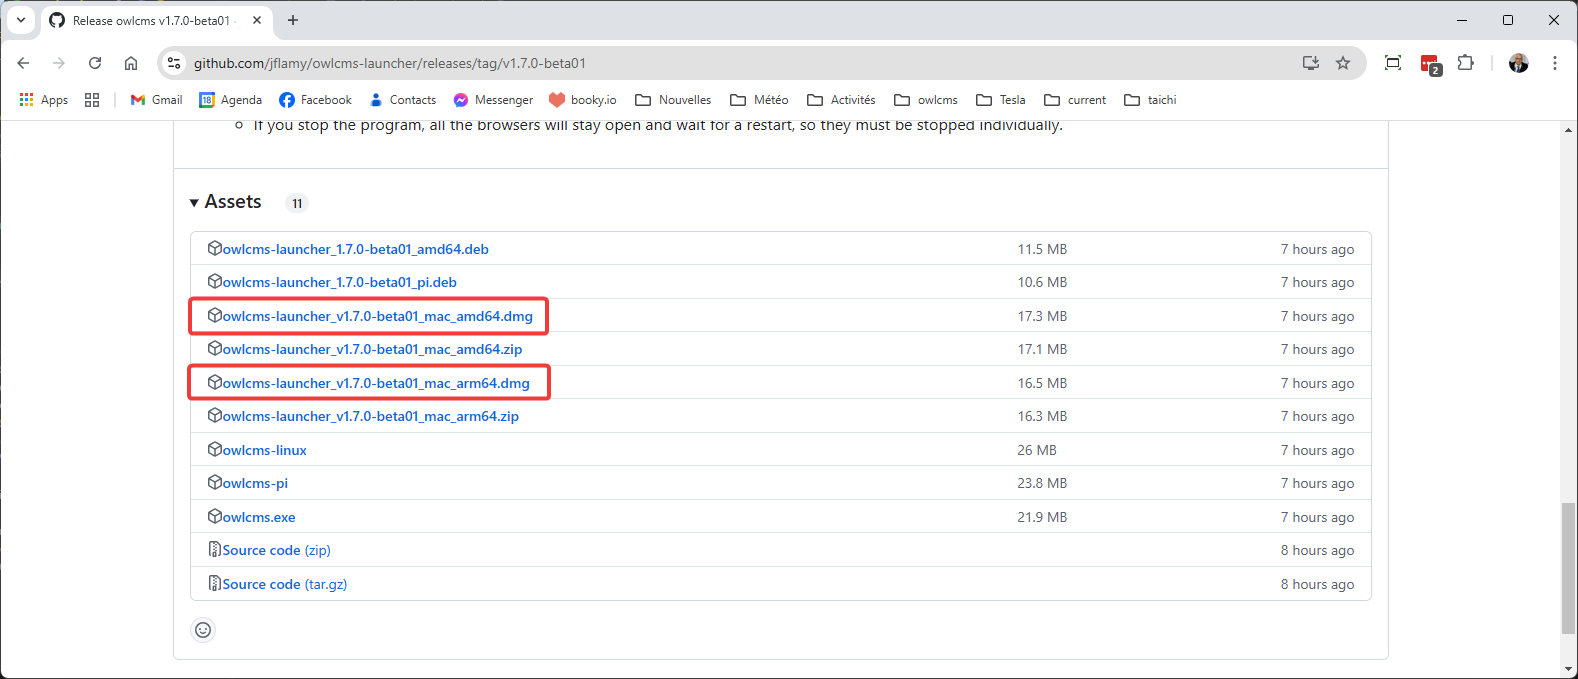 Release owlcms v1.7.0-beta01
github.com/jflamy/owlcms-launcher/releases/tag/v1.7.0-beta01
2
Apps Gmail 18 Agenda Facebook Contacts Messenger booky.io Nouvelles Météo Activités owlcms Tesla current taichi
If you stop the program, all the browsers will stay open and wait for a restart, so they must be stopped individually.
Assets 11
owlcms-launcher_1.7.0-beta01_amd64.deb 11.5 MB 7 hours ago
owlcms-launcher_1.7.0-beta01_pi.deb 10.6 MB 7 hours ago
owlcms-launcher_v1.7.0-beta01_mac_amd64.dmg 17.3 MB 7 hours ago
owlcms-launcher_v1.7.0-beta01_mac_amd64.zip 17.1 MB 7 hours ago
owlcms-launcher_v1.7.0-beta01_mac_arm64.dmg 16.5 MB 7 hours ago
owlcms-launcher_v1.7.0-beta01_mac_arm64.zip 16.3 MB 7 hours ago
owlcms-linux 26 MB 7 hours ago
owlcms-pi 23.8 MB 7 hours ago
owlcms.exe 21.9 MB 7 hours ago
Source code (zip) 8 hours ago
Source code (tar.gz) 8 hours ago